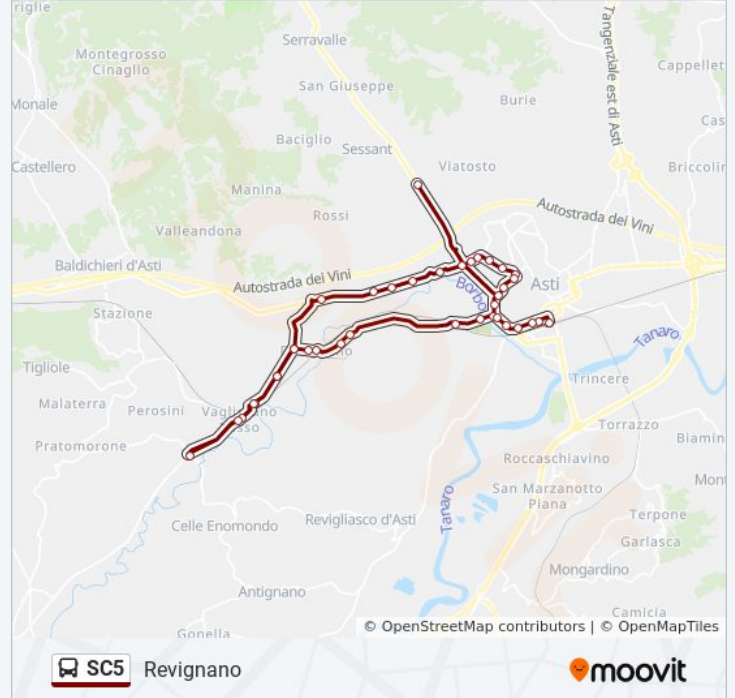 riglie
Serravalle
Montegrosso
Cinaglio
San Giuseppe
Tangenziale est di Asti
Cappellet
Burie
Monale
Cas
Baciglio
Sessant
Castellero
Viatosto
Briccolin
Manina
Rossi
Autostrada dei Vini
Valleandona
Baldichieri d'Asti
Autostrada dei Vini
Asti
Borbo
Stazione
Tanaro
Tigliole
Trincere
Malaterra
Perosini
Torrazzo
Biamin
Pratomorone
Roccaschiavino
San Marzanotto
Piana
Mont
Tanaro
Terpone
Celle Enomondo
Revigliasco d'Asti
Garlasca
Mongardino
Antignano
Camicia
Gonella
© OpenStreetMap contributors | © OpenMapTiles
SC5 Revignano
moovit